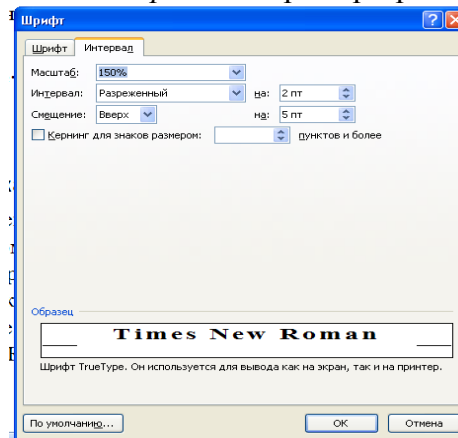 Шрифт
Шрифт Интервал
Масштаб: 150%
Интервал: Разреженный на: 2 пт
Смещение: Вверх на: 5 пт
Кернинг для знаков размером: пунктов и более
Образец
Times New Roman
Шрифт TrueType. Он используется для вывода как на экран, так и на принтер.
По умолчанию... ОК Отмена